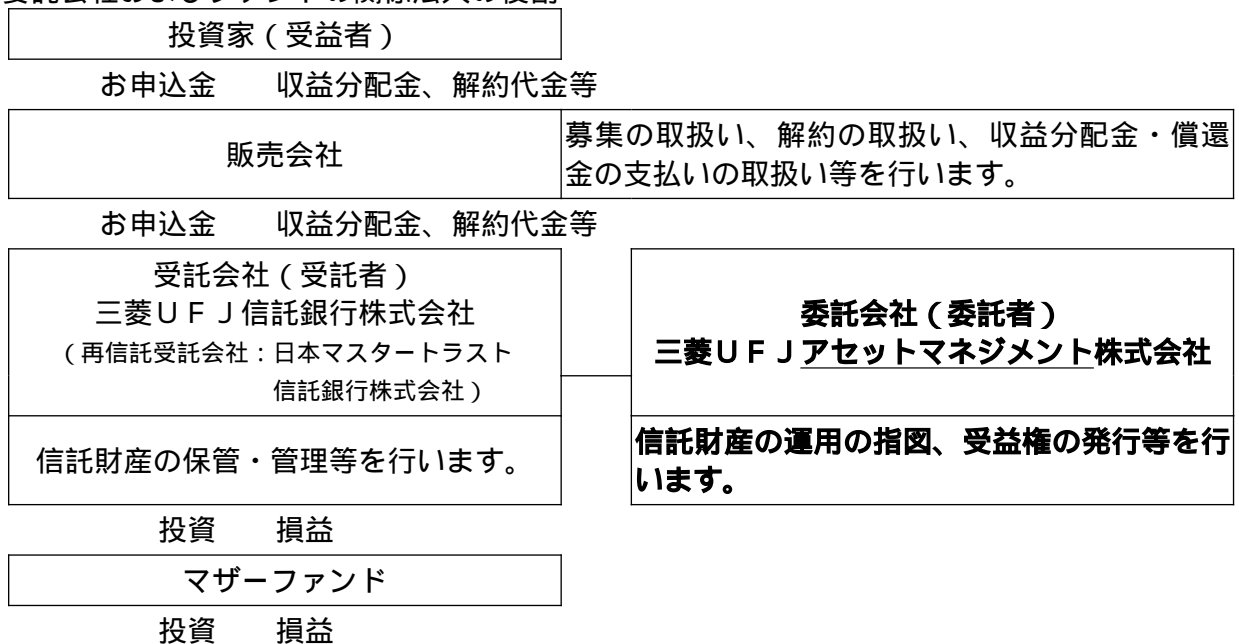 投資家（受益者）
お申込金　　収益分配金、解約代金等
販売会社
募集の取扱い、解約の取扱い、収益分配金・償還
金の支払いの取扱い等を行います。
お申込金　　収益分配金、解約代金等
受託会社（受託者）
三菱ＵＦＪ信託銀行株式会社
（再信託受託会社：日本マスタートラスト
信託銀行株式会社）
委託会社（委託者）
三菱ＵＦＪアセットマネジメント株式会社
信託財産の保管・管理等を行います。
信託財産の運用の指図、受益権の発行等を行
います。
投資　　損益
マザーファンド
投資　　損益